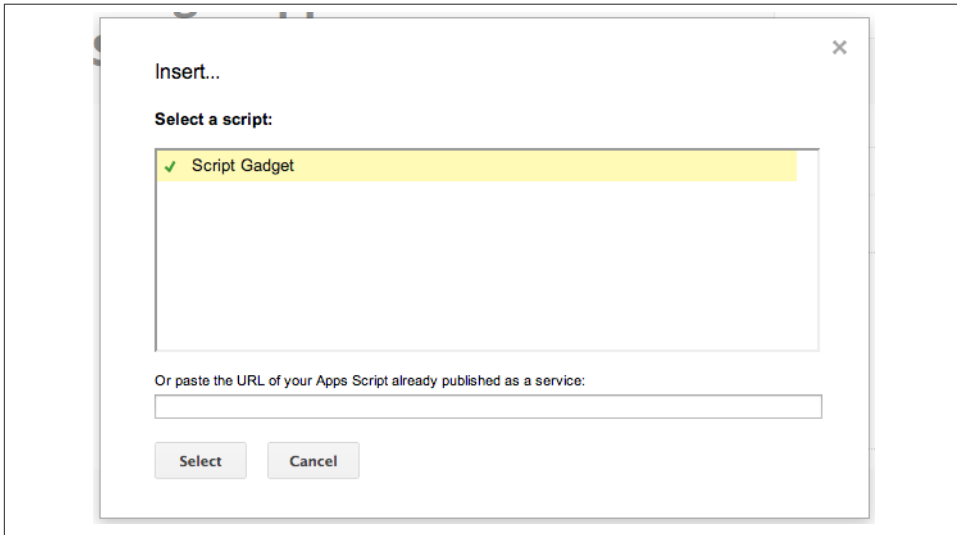 Insert...
Select a script:
Script Gadget
Or paste the URL of your Apps Script already published as a service:
Select
Cancel